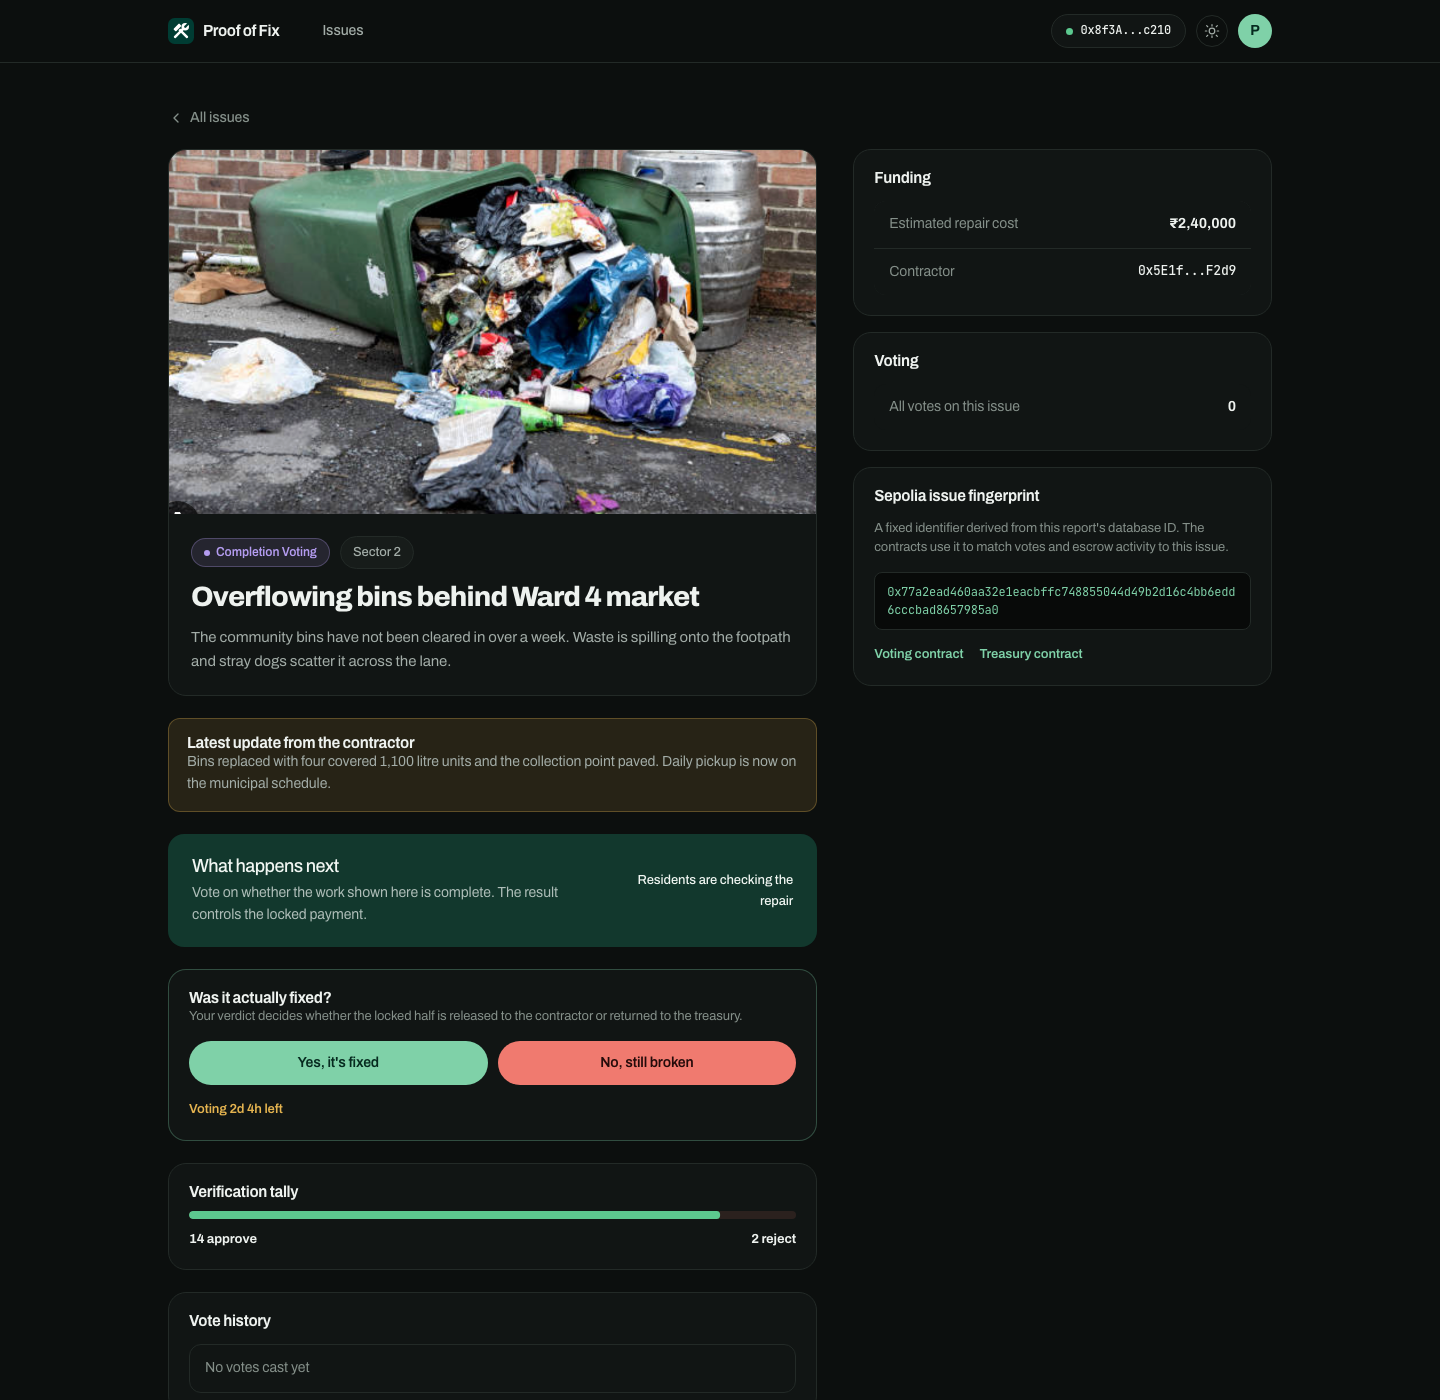 Proof of Fix
Issues
0x8f3A...c210
P
All issues
Completion Voting
Sector 2
Overflowing bins behind Ward 4 market
The community bins have not been cleared in over a week. Waste is spilling onto the footpath
and stray dogs scatter it across the lane.
Latest update from the contractor
Bins replaced with four covered 1,100 litre units and the collection point paved. Daily pickup is now on
the municipal schedule.
What happens next
Vote on whether the work shown here is complete. The result
controls the locked payment.
Residents are checking the
repair
Was it actually fixed?
Your verdict decides whether the locked half is released to the contractor or returned to the treasury.
Yes, it's fixed
No, still broken
Voting 2d 4h left
Verification tally
14 approve
2 reject
Vote history
No votes cast yet
Funding
Estimated repair cost
₹2,40,000
Contractor
0x5E1f...F2d9
Voting
All votes on this issue
0
Sepolia issue fingerprint
A fixed identifier derived from this report's database ID. The
contracts use it to match votes and escrow activity to this issue.
0x77a2ead460aa32e1eacbffc748855044d49b2d16c4bb6edd
6cccbad8657985a0
Voting contract
Treasury contract